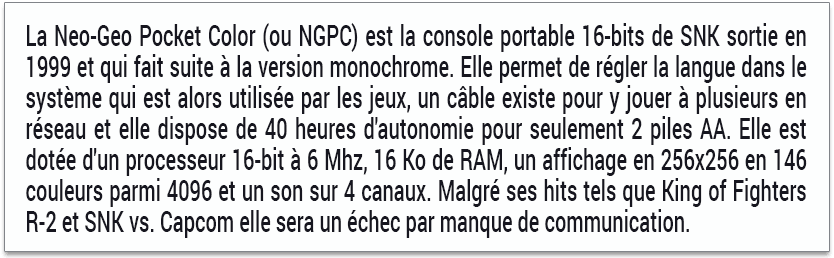 La Neo-Geo Pocket Color (ou NGPC) est la console portable 16-bits de SNK sortie en
1999 et qui fait suite à la version monochrome. Elle permet de régler la langue dans le
système qui est alors utilisée par les jeux, un câble existe pour y jouer à plusieurs en
réseau et elle dispose de 40 heures d'autonomie pour seulement 2 piles AA. Elle est
dotée d'un processeur 16-bit à 6 Mhz, 16 Ko de RAM, un affichage en 256x256 en 146
couleurs parmi 4096 et un son sur 4 canaux. Malgré ses hits tels que King of Fighters
R-2 et SNK vs. Capcom elle sera un échec par manque de communication.